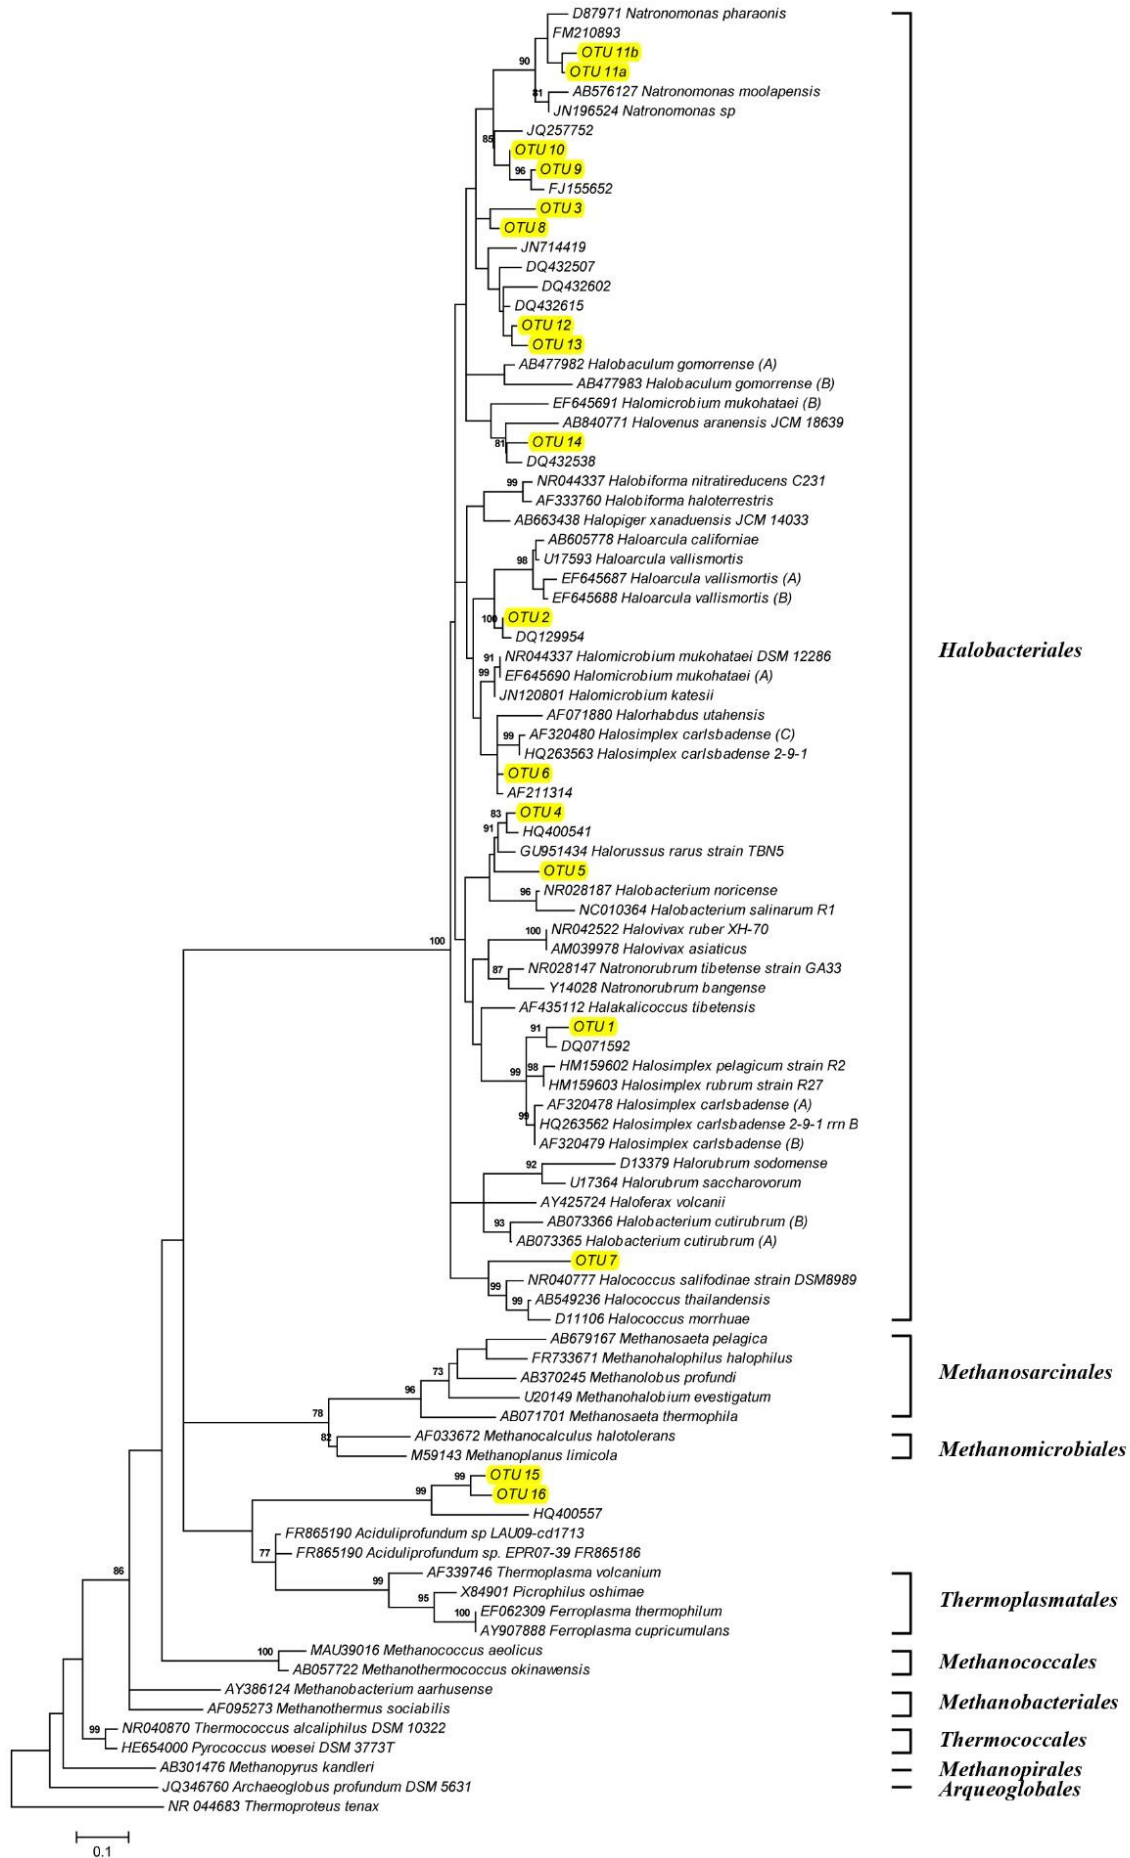 D87971 Natronomonas pharaonis
FM210893
OTU 11b
90
OTU 11a
81
AB576127 Natronomonas moolapensis
JN196524 Natronomonas sp
JQ257752
85
OTU 10
96
OTU 9
FJ155652
OTU 3
OTU 8
JN714419
DQ432507
DQ432602
DQ432615
OTU 12
OTU 13
AB477982 Halobaculum gomorrense (A)
AB477983 Halobaculum gomorrense (B)
EF645691 Halomicrobium mukohataei (B)
AB840771 Halovenus aranensis JCM 18639
81
OTU 14
DQ432538
99
NR044337 Halobiforma nitratireducens C231
AF333760 Halobiforma haloterrestris
AB663438 Halopiger xanaduensis JCM 14033
AB605778 Haloarcula californiae
98
U17593 Haloarcula vallismortis
EF645687 Haloarcula vallismortis (A)
EF645688 Haloarcula vallismortis (B)
100
OTU 2
DQ129954
Halobacteriales
91
NR044337 Halomicrobium mukohataei DSM 12286
99
EF645690 Halomicrobium mukohataei (A)
JN120801 Halomicrobium katesii
AF071880 Halorhabdus utahensis
99
AF320480 Halosimplex carlsbadense (C)
HQ263563 Halosimplex carlsbadense 2-9-1
OTU 6
AF211314
83
OTU 4
91
HQ400541
GU951434 Halorussus rarus strain TBN5
OTU 5
96
NR028187 Halobacterium noricense
NC010364 Halobacterium salinarum R1
100
NR042522 Halovivax ruber XH-70
100
AM039978 Halovivax asiaticus
87
NR028147 Natronorubrum tibetense strain GA33
Y14028 Natronorubrum bangense
AF435112 Halakalicoccus tibetensis
91
OTU 1
DQ071592
99
98
HM159602 Halosimplex pelagicum strain R2
HM159603 Halosimplex rubrum strain R27
AF320478 Halosimplex carlsbadense (A)
99
HQ263562 Halosimplex carlsbadense 2-9-1 rrn B
AF320479 Halosimplex carlsbadense (B)
92
D13379 Halorubrum sodomense
U17364 Halorubrum saccharovorum
AY425724 Haloferax volcanii
93
AB073366 Halobacterium cutirubrum (B)
AB073365 Halobacterium cutirubrum (A)
OTU 7
99
NR040777 Halococcus salifodinae strain DSM8989
99
AB549236 Halococcus thailandensis
D11106 Halococcus morrhuae
AB679167 Methanosaeta pelagica
73
FR733671 Methanohalophilus halophilus
AB370245 Methanolobus profundi
Methanosarcinales
96
U20149 Methanohalobium evestigatum
78
AB071701 Methanosaeta thermophila
82
AF033672 Methanocalculus halotolerans
M59143 Methanoplanus limicola
Methanomicrobiales
99
OTU 15
99
OTU 16
HQ400557
FR865190 Aciduliprofundum sp LAU09-cd1713
77
FR865190 Aciduliprofundum sp. EPR07-39 FR865186
86
99
AF339746 Thermoplasma volcanium
95
X84901 Picrophilus oshimae
Thermoplasmatales
100
EF062309 Ferroplasma thermophilum
AY907888 Ferroplasma cupricumulans
100
MAU39016 Methanococcus aeolicus
AB057722 Methanothermococcus okinawensis
Methanococcales
AY386124 Methanobacterium aarhusense
AF095273 Methanothermus sociabilis
Methanobacteriales
99
NR040870 Thermococcus alcaliphilus DSM 10322
HE654000 Pyrococcus woesei DSM 3773T
Thermococcales
AB301476 Methanopyrus kandleri
Methanopirales
JQ346760 Archaeoglobus profundum DSM 5631
Arqueoglobales
NR 044683 Thermoproteus tenax
0.1